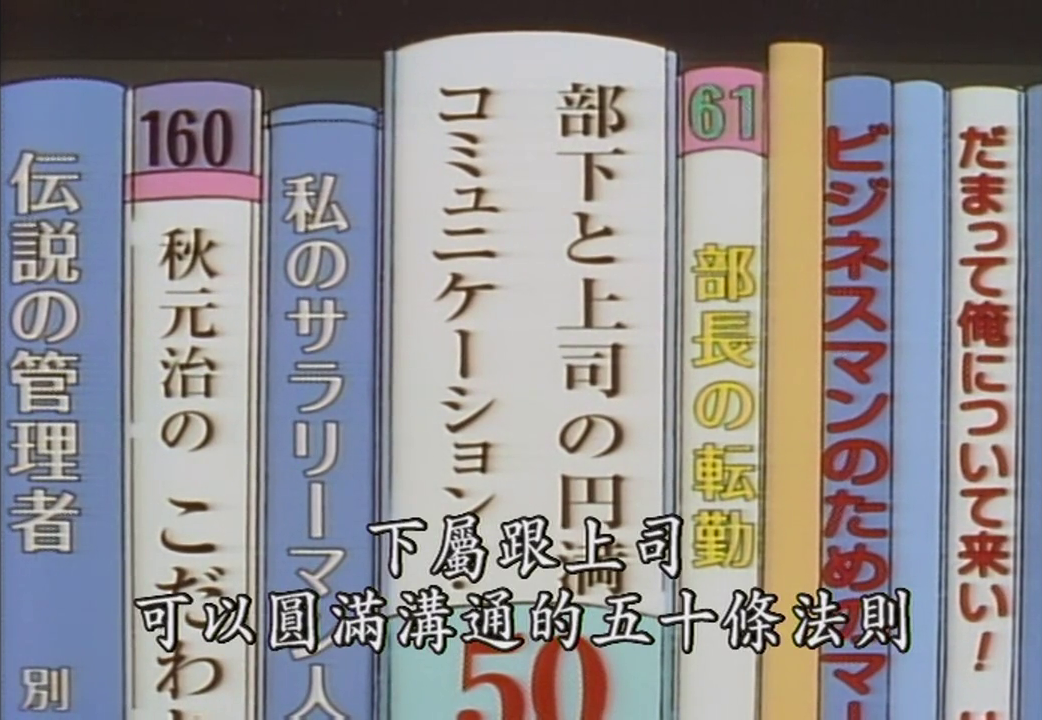 伝説の管理者
別
160
秋元治の こだわ
私のサラリーマン人
部下と上司の円満
コミュニケーション
50
61
部長の転勤
ビジネスマンのための
だまって俺について来い!
下屬跟上司
可以圓滿溝通的五十條法則